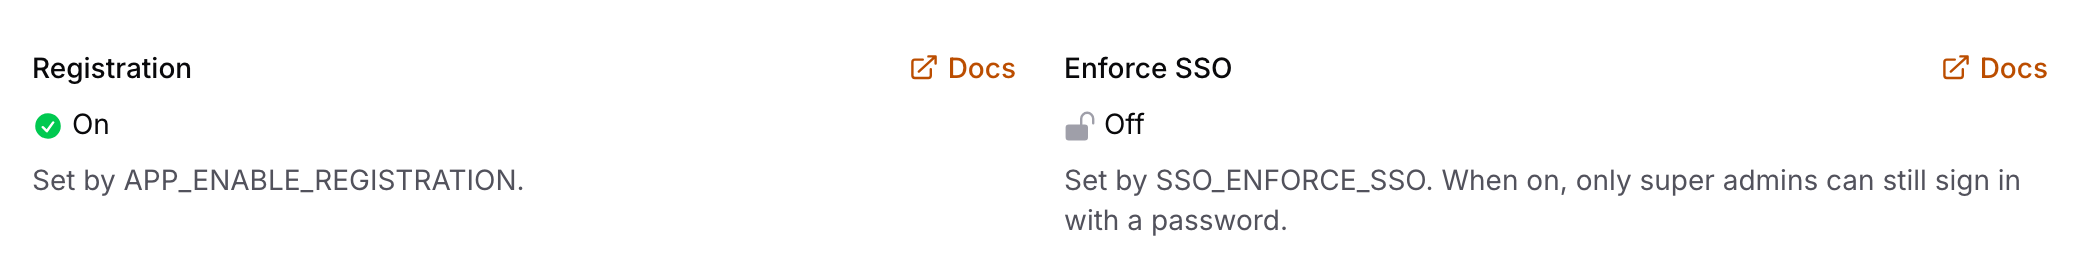 Registration
Docs
On
Set by APP_ENABLE_REGISTRATION.
Enforce SSO
Docs
Off
Set by SSO_ENFORCE_SSO. When on, only super admins can still sign in
with a password.